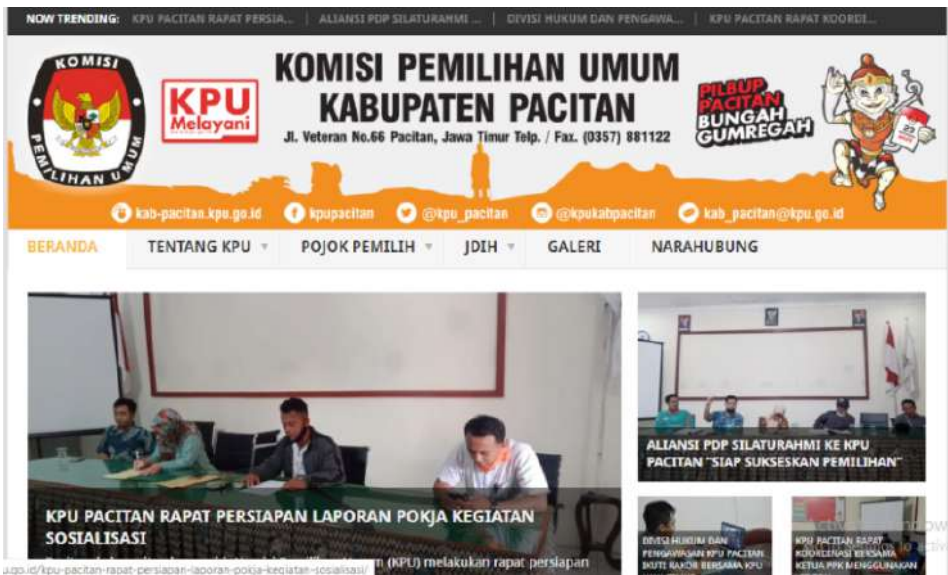 NOW TRENDING: KPU PACITAN RAPAT PERSIA... | ALIANSI PDP SILATURAHMI ... | DIVISI HUKUM DAN PENGAWA... | KPU PACITAN RAPAT KOORDI...
KOMISI
PEMILIHAN UMUM
KPU
Melayani
KOMISI PEMILIHAN UMUM
KABUPATEN PACITAN
Jl. Veteran No.66 Pacitan, Jawa Timur Telp. / Fax. (0357) 881122
PILBUP
PACITAN
BUNGAH
GUMREGAH
kab-pacitan.kpu.go.id kpupacitan @kpu_pacitan @kpukabpacitan kab_pacitan@kpu.go.id
BERANDA TENTANG KPU POJOK PEMILIH JDIH GALERI NARAHUBUNG
KPU PACITAN RAPAT PERSIAPAN LAPORAN POKJA KEGIATAN
SOSIALISASI
(KPU) melakukan rapat persiapan
u.go.id/kpu-pacitan-rapat-persiapan-laporan-pokja-kegiatan-sosialisasi/
ALIANSI PDP SILATURAHMI KE KPU
PACITAN "SIAP SUKSESKAN PEMILIHAN"
DIVISI HUKUM DAN
PENGAWASAN KPU PACITAN
IKUTI RAKOR BERSAMA KPU
KPU PACITAN RAPAT
KOORDINASI BERSAMA
KETUA PPK MENGGUNAKAN